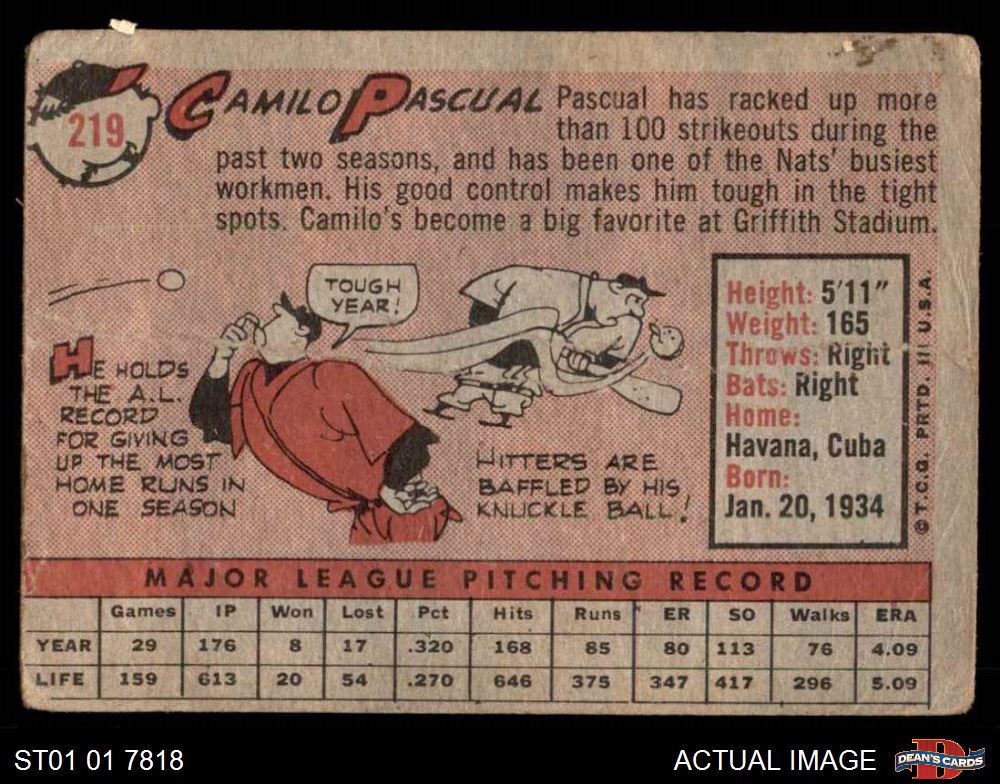 219
CAMILO PASCUAL
Pascual has racked up more
than 100 strikeouts during the
past two seasons, and has been one of the Nats' busiest
workmen. His good control makes him tough in the tight
spots. Camilo's become a big favorite at Griffith Stadium.
TOUGH
YEAR!
HE HOLDS
THE A.L.
RECORD
FOR GIVING
UP THE MOST
HOME RUNS IN
ONE SEASON
HITTERS ARE
BAFFLED BY HIS
KNUCKLE BALL!
Height: 5'11"
Weight: 165
Throws: Right
Bats: Right
Home:
Havana, Cuba
Born:
Jan. 20, 1934
© T.C.G. PRTD. IN U.S.A.
MAJOR LEAGUE PITCHING RECORD
Games IP Won Lost Pct Hits Runs ER SO Walks ERA
YEAR 29 176 8 17 .320 168 85 80 113 76 4.09
LIFE 159 613 20 54 .270 646 375 347 417 296 5.09
ST01 01 7818
ACTUAL IMAGE
DEAN'S CARDS